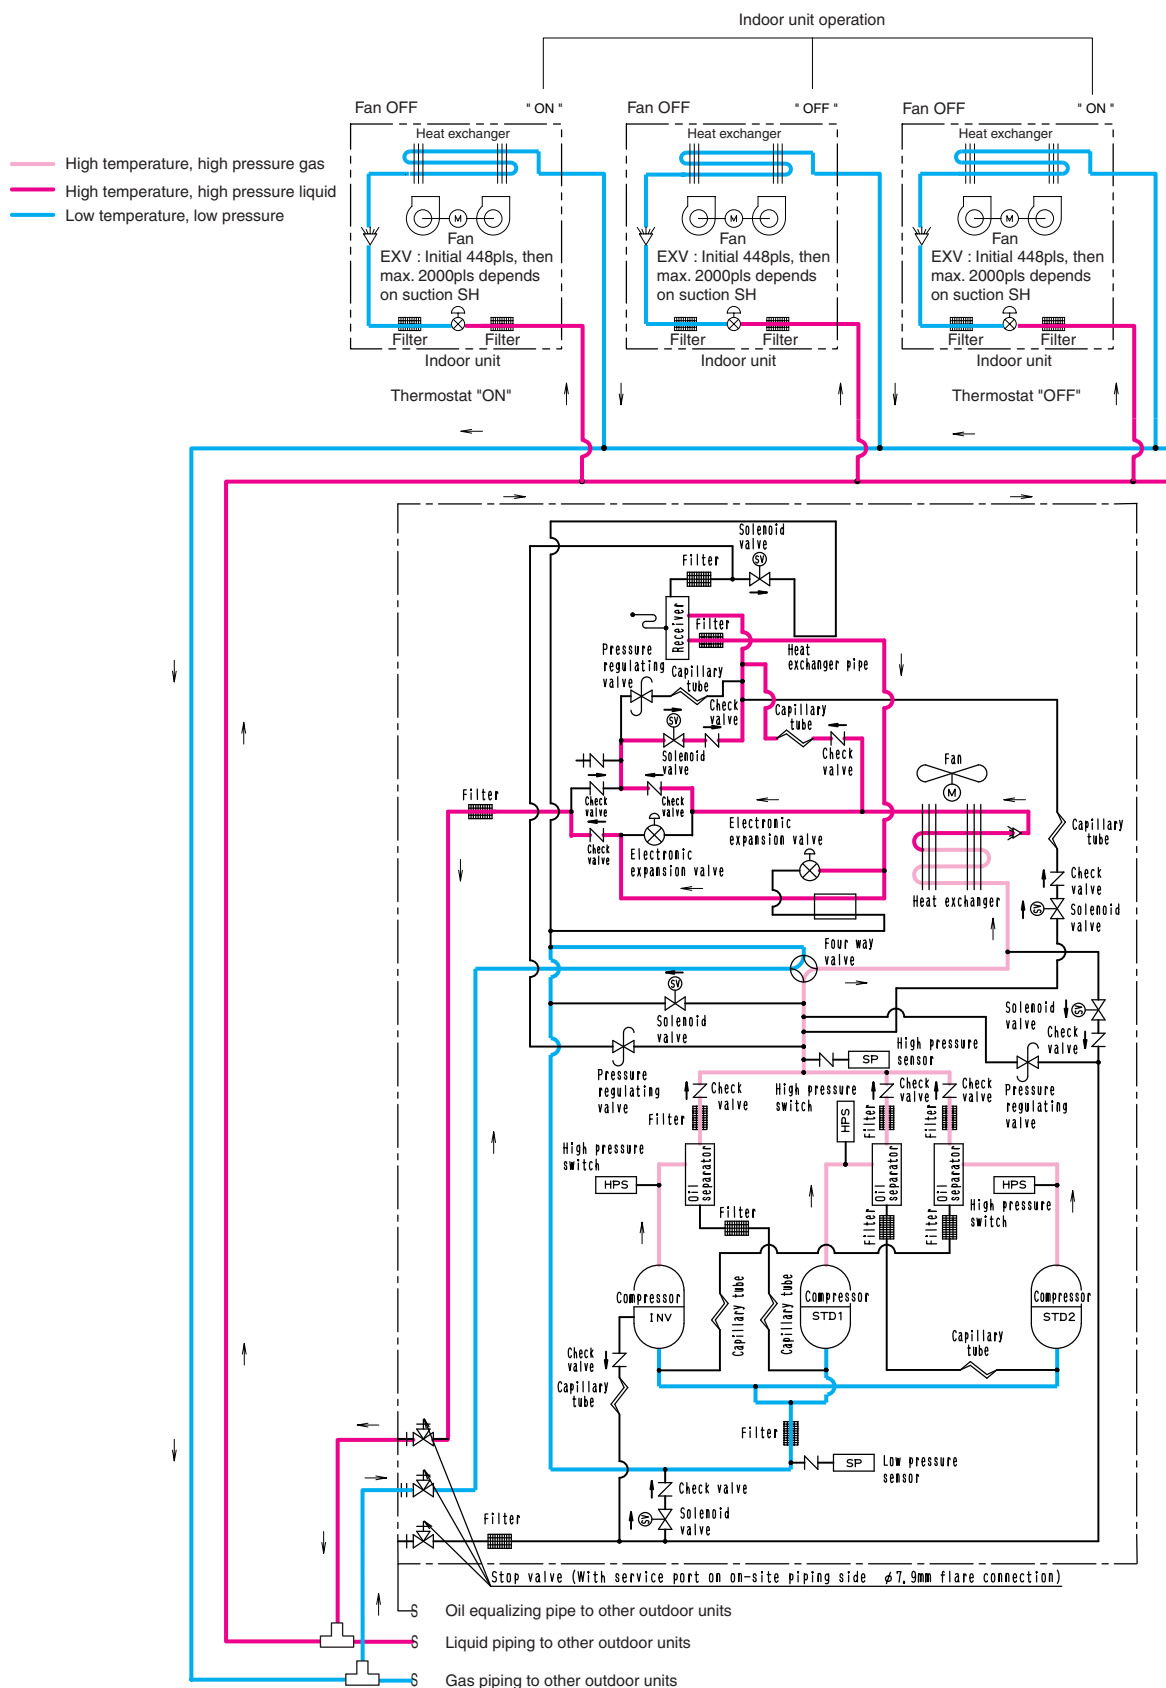 Indoor unit operation
Fan OFF " ON " Fan OFF " OFF " Fan OFF " ON "
Heat exchanger Heat exchanger Heat exchanger
High temperature, high pressure gas
High temperature, high pressure liquid
Low temperature, low pressure
M M M
Fan Fan Fan
EXV : Initial 448pls, then
max. 2000pls depends
on suction SH
EXV : Initial 448pls, then
max. 2000pls depends
on suction SH
EXV : Initial 448pls, then
max. 2000pls depends
on suction SH
Filter Filter Filter Filter Filter Filter
Indoor unit Indoor unit Indoor unit
Thermostat "ON" Thermostat "OFF"
Solenoid
valve
SV
Filter
Receiver
Filter
Heat
exchanger pipe
Pressure
regulating
valve
Capillary
tube
Check
valve
SV
Solenoid
valve
Capillary
tube
Check
valve
Fan
M
Filter
Check
valve
Check
valve
Check
valve
Electronic
expansion valve
Electronic
expansion valve
Capillary
tube
Check
valve
SV
Solenoid
valve
Heat exchanger
Four way
valve
SV
Solenoid
valve
Solenoid
valve
SV
Check
valve
High pressure
sensor
SP
Pressure
regulating
valve
Check
valve
High pressure
switch
Check
valve
Check
valve
Pressure
regulating
valve
Filter
HPS
Filter
Filter
High pressure
switch
HPS
Oil
separator
Oil
separator
Oil
separator
HPS
High pressure
switch
Filter
Filter
Filter
Compressor
INV
Capillary tube
Capillary tube
Compressor
STD1
Compressor
STD2
Capillary
tube
Check
valve
Capillary
tube
Filter
SP
Low pressure
sensor
Check valve
SV
Solenoid
valve
Filter
Stop valve (With service port on on-site piping side φ7,9mm flare connection)
Oil equalizing pipe to other outdoor units
Liquid piping to other outdoor units
Gas piping to other outdoor units